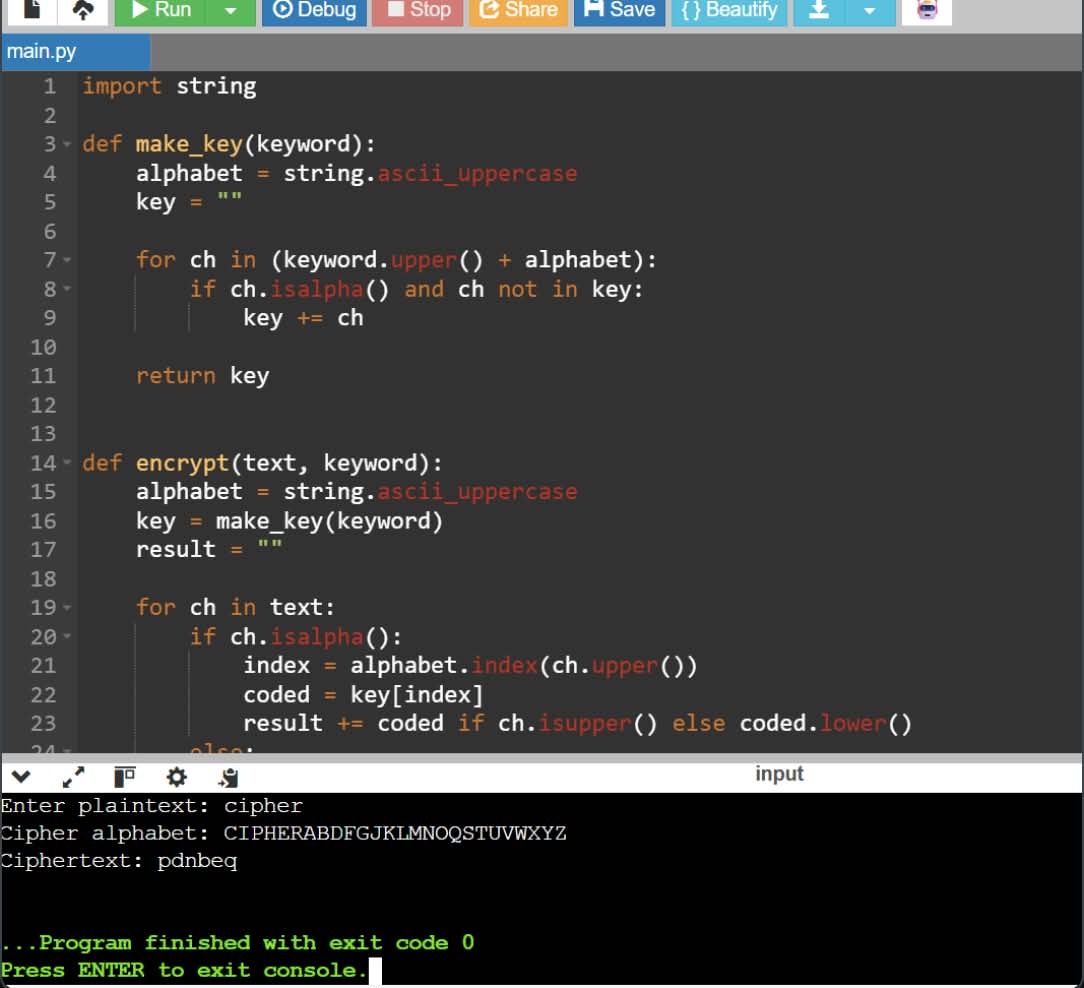 Run Debug Stop Share Save { } Beautify
main.py
1 import string
2
3 def make_key(keyword):
4 alphabet = string.ascii_uppercase
5 key = ""
6
7 for ch in (keyword.upper() + alphabet):
8 if ch.isalpha() and ch not in key:
9 key += ch
10
11 return key
12
13
14 def encrypt(text, keyword):
15 alphabet = string.ascii_uppercase
16 key = make_key(keyword)
17 result = ""
18
19 for ch in text:
20 if ch.isalpha():
21 index = alphabet.index(ch.upper())
22 coded = key[index]
23 result += coded if ch.isupper() else coded.lower()
24 else:
input
Enter plaintext: cipher
Cipher alphabet: CIPHERABDFGJKLMNOQSTUVWXYZ
Ciphertext: pdnbeq
...Program finished with exit code 0
Press ENTER to exit console.